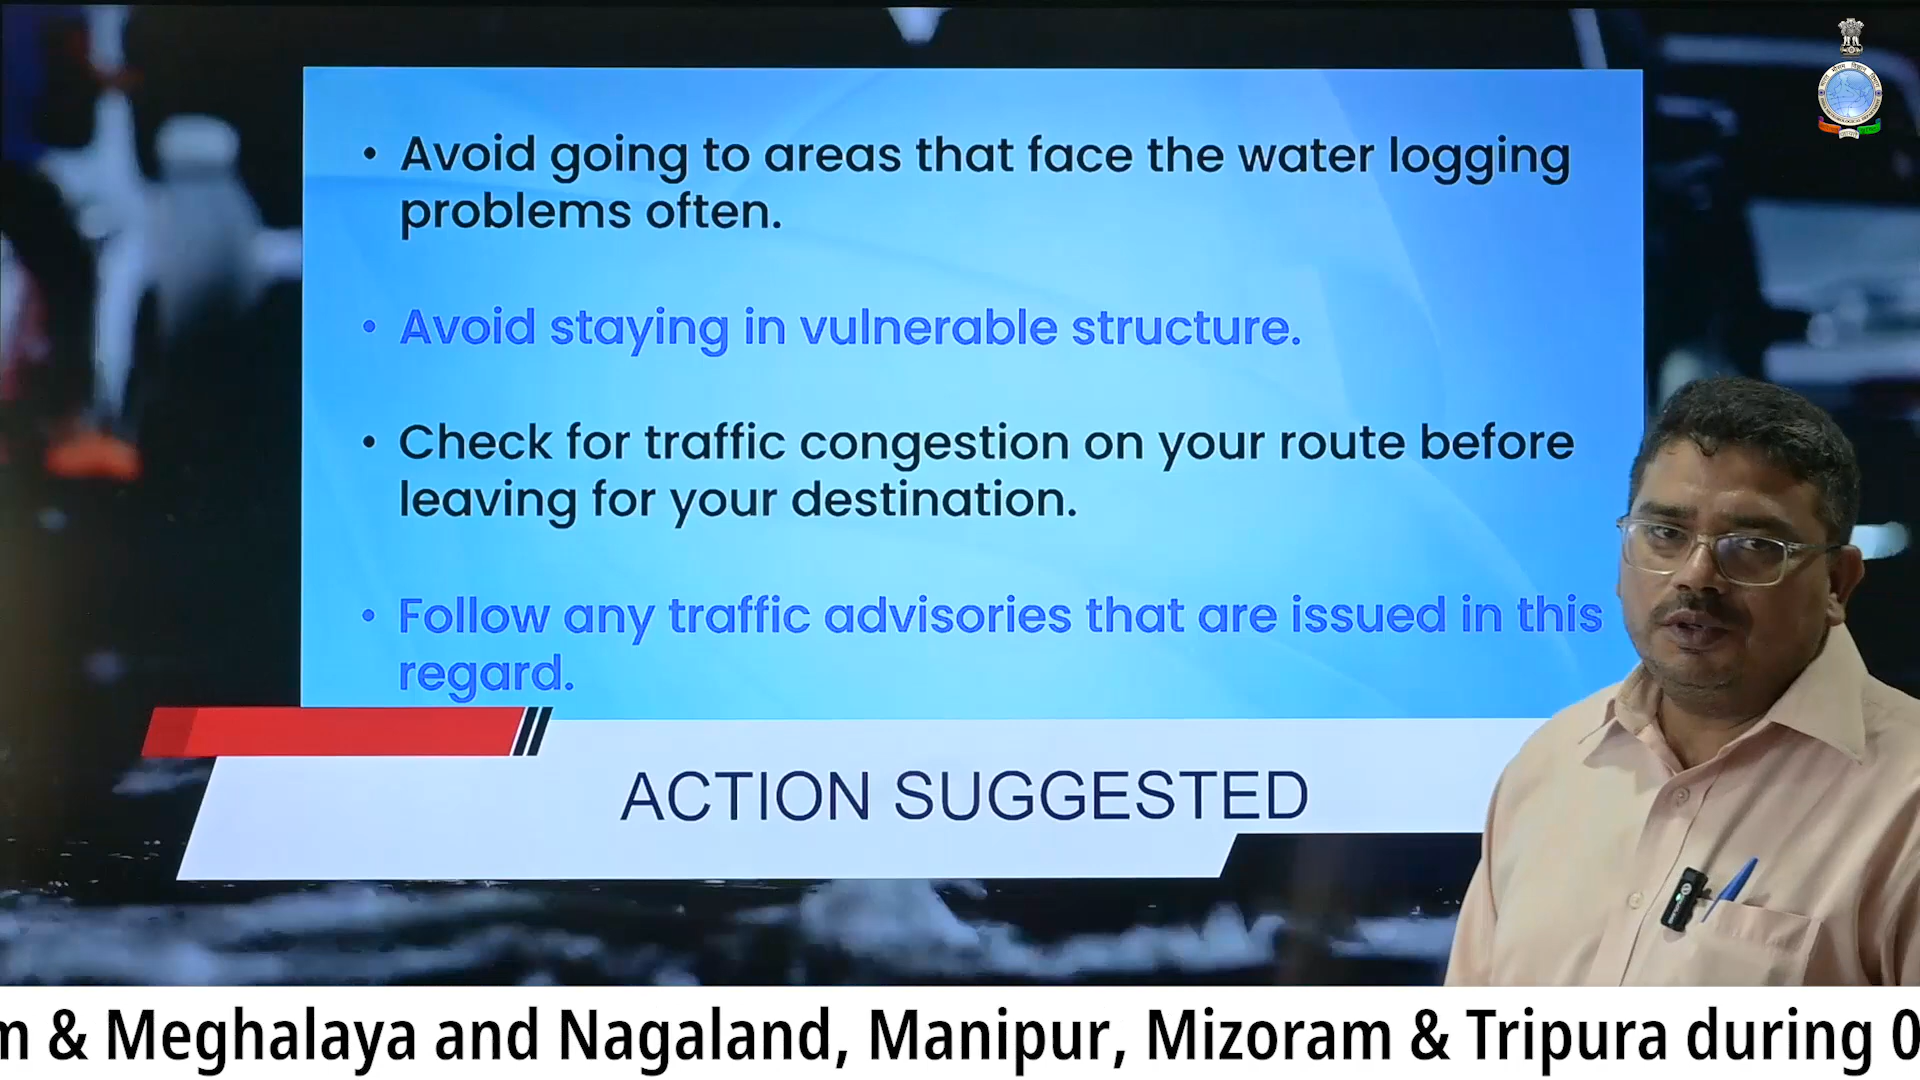 • Avoid going to areas that face the water logging
problems often.
• Avoid staying in vulnerable structure.
• Check for traffic congestion on your route before
leaving for your destination.
• Follow any traffic advisories that are issued in this
regard.
ACTION SUGGESTED
& Meghalaya and Nagaland, Manipur, Mizoram & Tripura during